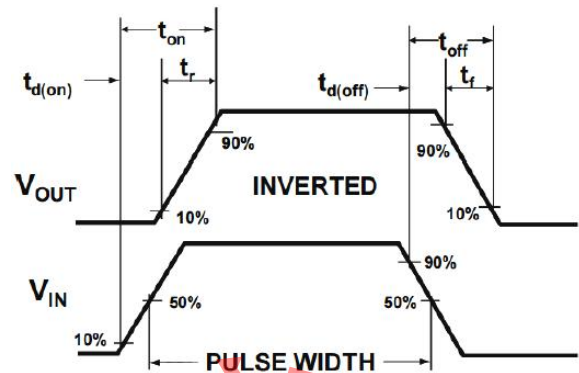 t_on
t_off
t_d(on)
t_r
t_d(off)
t_f
90%
90%
V_OUT
INVERTED
10%
10%
90%
V_IN
50%
50%
10%
PULSE WIDTH